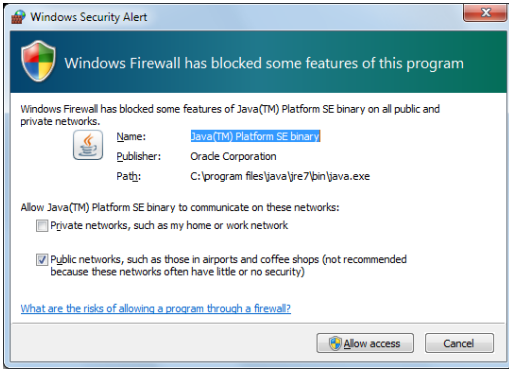 Windows Security Alert
Windows Firewall has blocked some features of this program
Windows Firewall has blocked some features of Java(TM) Platform SE binary on all public and
private networks.
Name: Java(TM) Platform SE binary
Publisher: Oracle Corporation
Path: C:\program files\java\jre7\bin\java.exe
Allow Java(TM) Platform SE binary to communicate on these networks:
Private networks, such as my home or work network
Public networks, such as those in airports and coffee shops (not recommended
because these networks often have little or no security)
What are the risks of allowing a program through a firewall?
Allow access Cancel